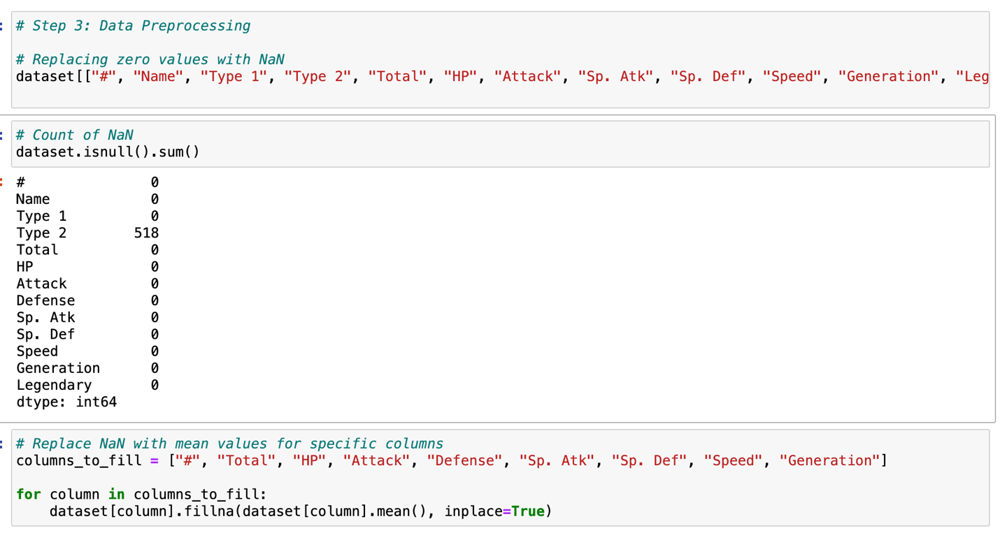 # Step 3: Data Preprocessing
# Replacing zero values with NaN
dataset[["#", "Name", "Type 1", "Type 2", "Total", "HP", "Attack", "Sp. Atk", "Sp. Def", "Speed", "Generation", "Leg
# Count of NaN
dataset.isnull().sum()
# 0
Name 0
Type 1 0
Type 2 518
Total 0
HP 0
Attack 0
Defense 0
Sp. Atk 0
Sp. Def 0
Speed 0
Generation 0
Legendary 0
dtype: int64
# Replace NaN with mean values for specific columns
columns_to_fill = ["#", "Total", "HP", "Attack", "Defense", "Sp. Atk", "Sp. Def", "Speed", "Generation"]
for column in columns_to_fill:
    dataset[column].fillna(dataset[column].mean(), inplace=True)